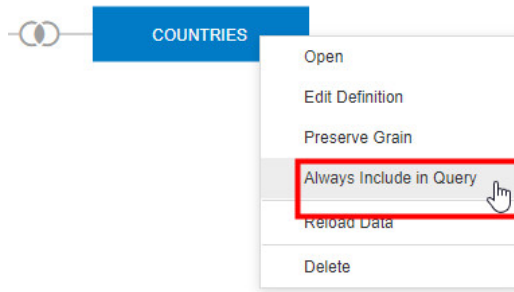 COUNTRIES
Open
Edit Definition
Preserve Grain
Always Include in Query
Reload Data
Delete